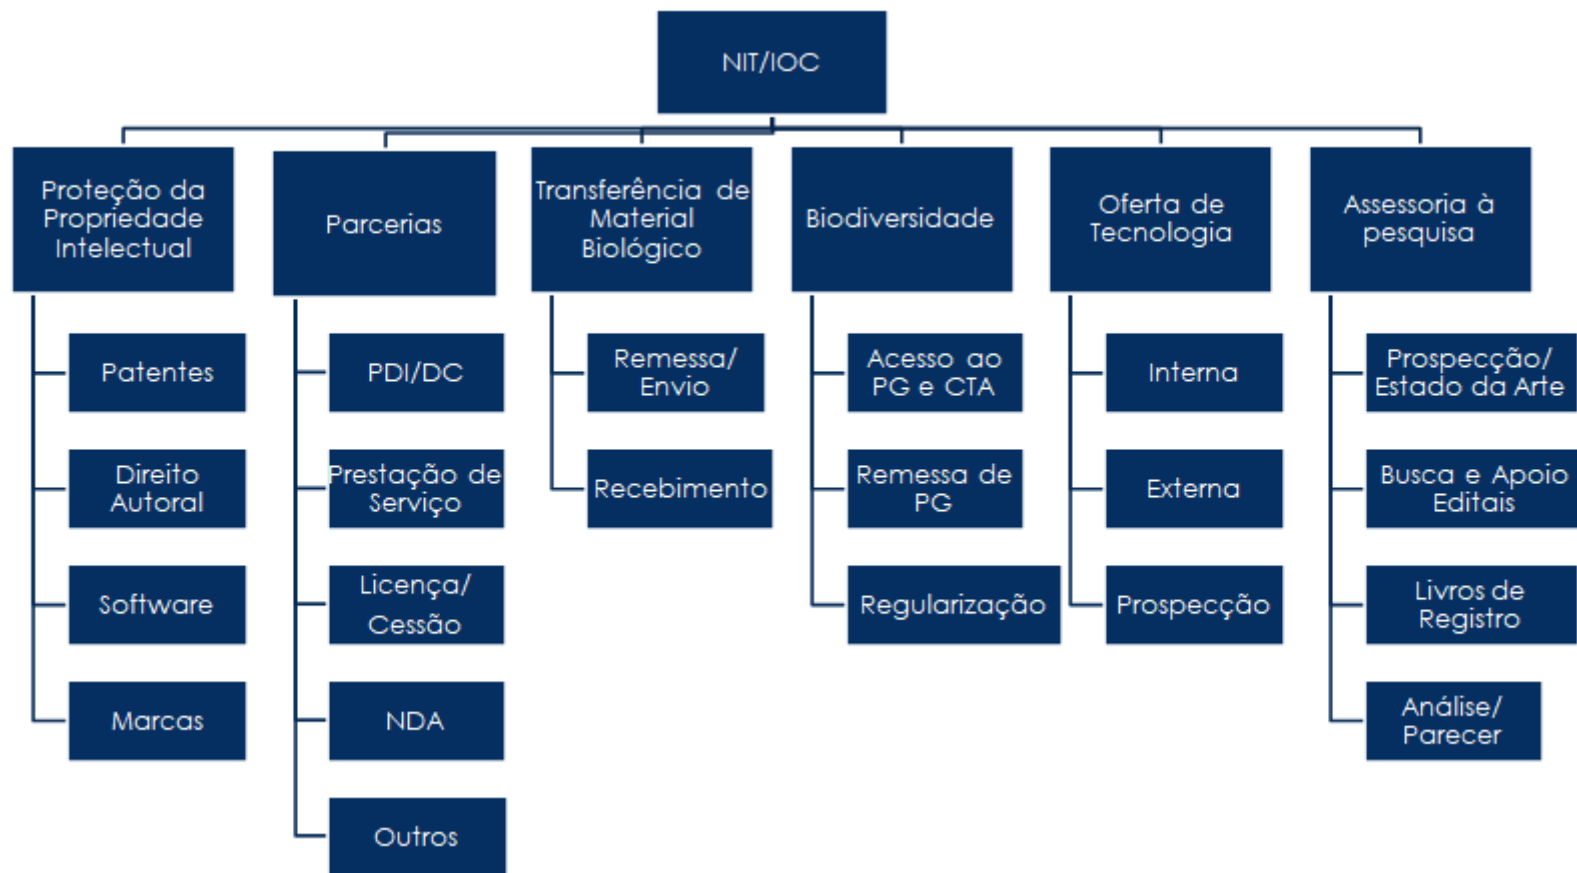 NIT/IOC
Proteção da
Propriedade
Intelectual
Parcerias
Transferência de
Material
Biológico
Biodiversidade
Oferta de
Tecnologia
Assessoria à
pesquisa
Patentes
Direito
Autoral
Software
Marcas
PDI/DC
Prestação de
Serviço
Licença/
Cessão
NDA
Outros
Remessa/
Envio
Recebimento
Acesso ao
PG e CTA
Remessa de
PG
Regularização
Interna
Externa
Prospecção
Prospecção/
Estado da Arte
Busca e Apoio
Editais
Livros de
Registro
Análise/
Parecer